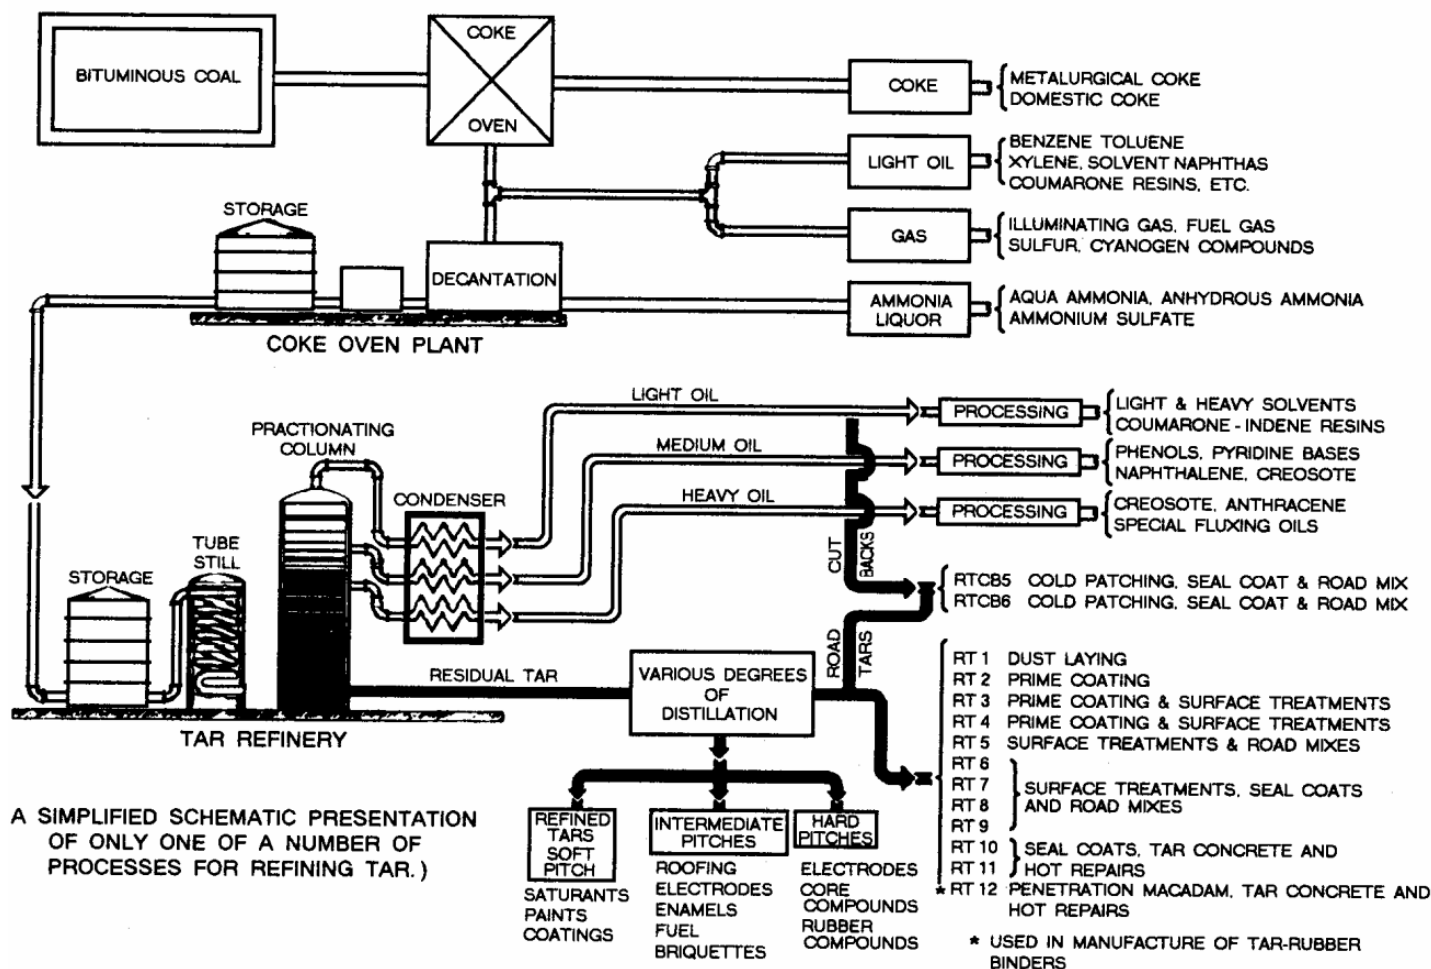 BITUMINOUS COAL
COKE
OVEN
COKE
METALURGICAL COKE
DOMESTIC COKE
LIGHT OIL
BENZENE TOLUENE
XYLENE, SOLVENT NAPHTHAS
COUMARONE RESINS, ETC.
GAS
ILLUMINATING GAS, FUEL GAS
SULFUR, CYANOGEN COMPOUNDS
STORAGE
DECANTATION
AMMONIA
LIQUOR
AQUA AMMONIA, ANHYDROUS AMMONIA
AMMONIUM SULFATE
COKE OVEN PLANT
LIGHT OIL
PROCESSING
LIGHT & HEAVY SOLVENTS
COUMARONE - INDENE RESINS
PRACTIONATING
COLUMN
MEDIUM OIL
PROCESSING
PHENOLS, PYRIDINE BASES
NAPHTHALENE, CREOSOTE
CONDENSER
HEAVY OIL
PROCESSING
CREOSOTE, ANTHRACENE
SPECIAL FLUXING OILS
CUT
BACKS
TUBE
STILL
STORAGE
RTCB5 COLD PATCHING, SEAL COAT & ROAD MIX
RTCB6 COLD PATCHING, SEAL COAT & ROAD MIX
ROAD
TARS
RESIDUAL TAR
VARIOUS DEGREES
OF
DISTILLATION
TAR REFINERY
RT 1 DUST LAYING
RT 2 PRIME COATING
RT 3 PRIME COATING & SURFACE TREATMENTS
RT 4 PRIME COATING & SURFACE TREATMENTS
RT 5 SURFACE TREATMENTS & ROAD MIXES
RT 6
RT 7
RT 8
RT 9
SURFACE TREATMENTS, SEAL COATS
AND ROAD MIXES
RT 10
RT 11
SEAL COATS, TAR CONCRETE AND
HOT REPAIRS
* RT 12 PENETRATION MACADAM, TAR CONCRETE AND
HOT REPAIRS
* USED IN MANUFACTURE OF TAR-RUBBER
BINDERS
REFINED
TARS
SOFT
PITCH
SATURANTS
PAINTS
COATINGS
INTERMEDIATE
PITCHES
ROOFING
ELECTRODES
ENAMELS
FUEL
BRIQUETTES
HARD
PITCHES
ELECTRODES
CORE
COMPOUNDS
RUBBER
COMPOUNDS
A SIMPLIFIED SCHEMATIC PRESENTATION
OF ONLY ONE OF A NUMBER OF
PROCESSES FOR REFINING TAR.)